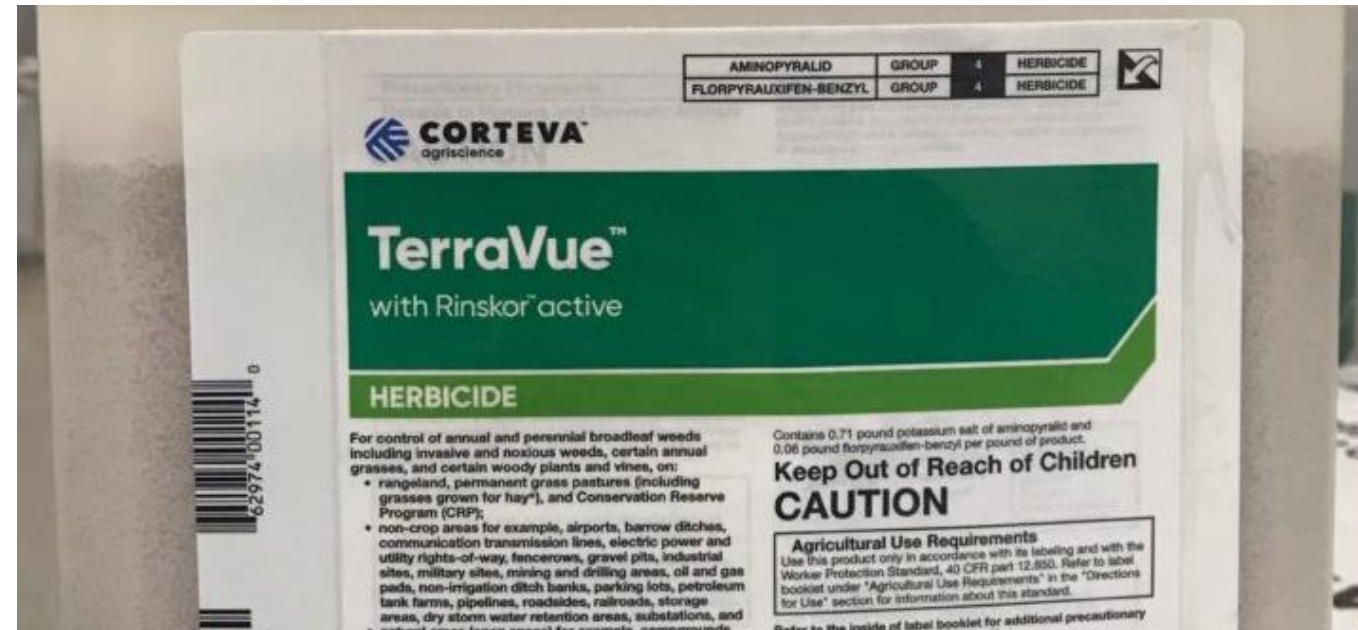 AMINOPYRALID GROUP 4 HERBICIDE
FLORPYRAUXIFEN-BENZYL GROUP 4 HERBICIDE
CORTEVA™
agriscience
TerraVue™
with Rinskor™ active
HERBICIDE
For control of annual and perennial broadleaf weeds
including invasive and noxious weeds, certain annual
grasses, and certain woody plants and vines, on:
• rangeland, permanent grass pastures (including
grasses grown for hay*), and Conservation Reserve
Program (CRP);
• non-crop areas for example, airports, barrow ditches,
communication transmission lines, electric power and
utility rights-of-way, fencerows, gravel pits, industrial
sites, military sites, mining and drilling areas, oil and gas
pads, non-irrigation ditch banks, parking lots, petroleum
tank farms, pipelines, roadsides, railroads, storage
areas, dry storm water retention areas, substations, and
Contains 0.71 pound potassium salt of aminopyralid and
0.06 pound florpyrauxifen-benzyl per pound of product.
Keep Out of Reach of Children
CAUTION
Agricultural Use Requirements
Use this product only in accordance with its labeling and with the
Worker Protection Standard, 40 CFR part 12.850. Refer to label
booklet under "Agricultural Use Requirements" in the "Directions
for Use" section for information about this standard.
Refer to the inside of label booklet for additional precautionary
62974 00114 0